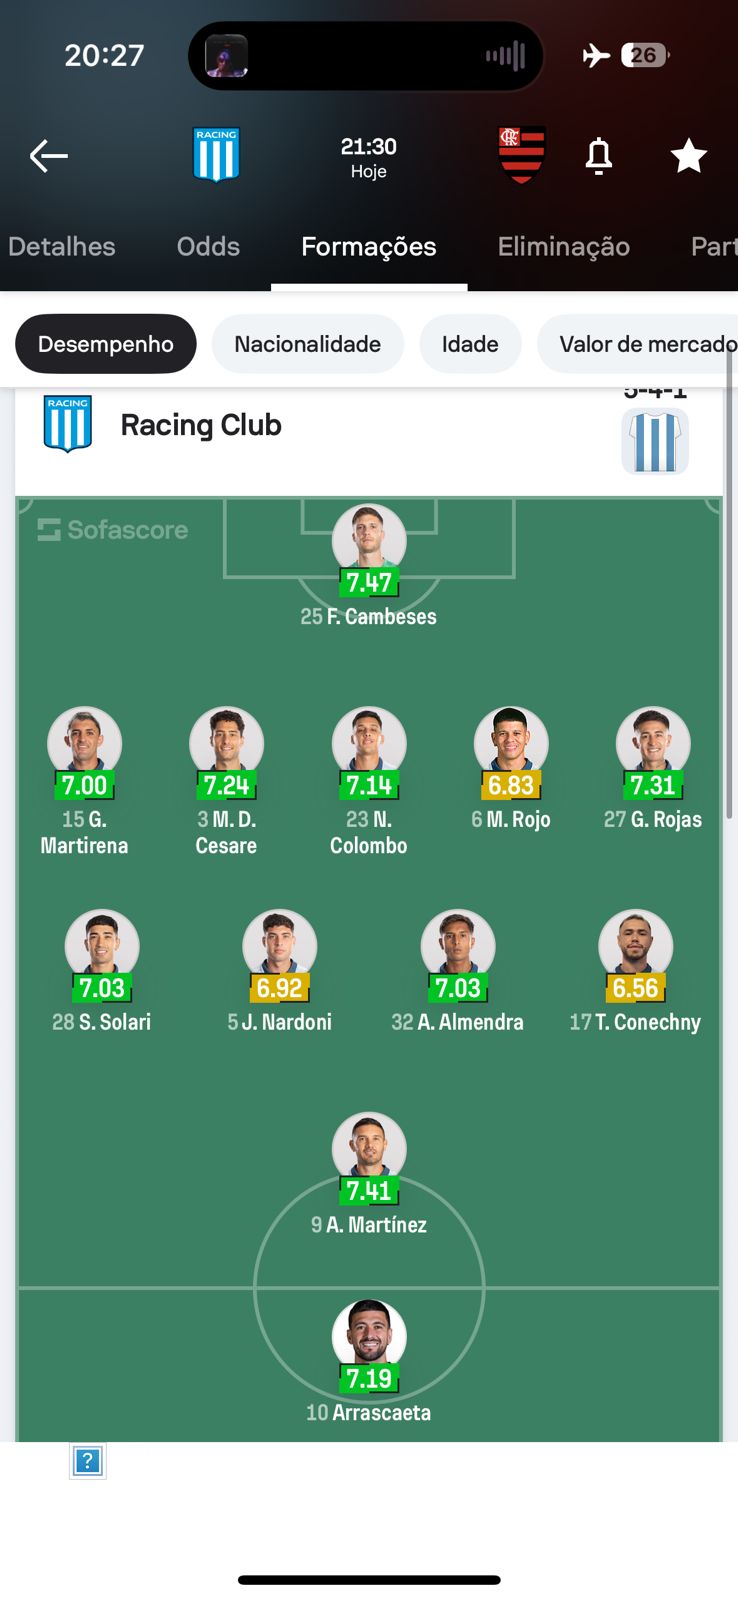 20:27
26
RACING
21:30
Hoje
Detalhes
Odds
Formações
Eliminação
Part
Desempenho
Nacionalidade
Idade
Valor de mercado
5-4-1
RACING
Racing Club
Sofascore
7.47
25 F. Cambeses
7.00
7.24
7.14
6.83
7.31
15 G.
Martirena
3 M. D.
Cesare
23 N.
Colombo
6 M. Rojo
27 G. Rojas
7.03
6.92
7.03
6.56
28 S. Solari
5 J. Nardoni
32 A. Almendra
17 T. Conechny
7.41
9 A. Martínez
7.19
10 Arrascaeta
?